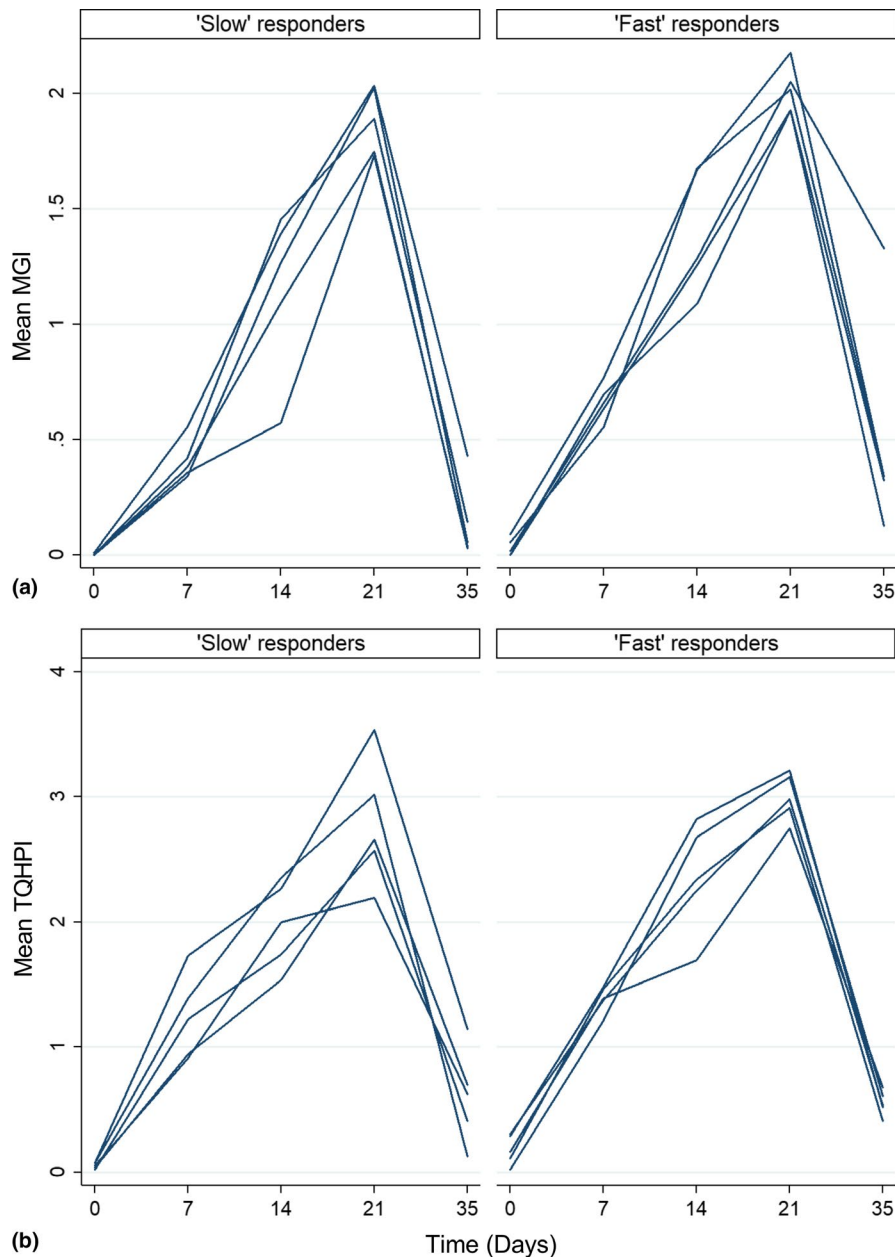 'Slow' responders 'Fast' responders
Mean MGI
2
1.5
1
.5
0
0 7 14 21 35 0 7 14 21 35
(a)
'Slow' responders 'Fast' responders
Mean TQHPI
4
3
2
1
0
0 7 14 21 35 0 7 14 21 35
(b) Time (Days)